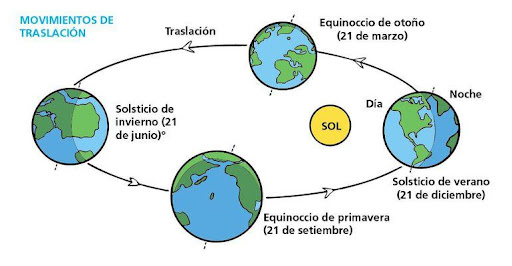 MOVIMIENTOS DE
TRASLACIÓN
Traslación
Equinoccio de otoño
(21 de marzo)
Solsticio de
invierno (21
de junio)º
SOL
Día
Noche
Solsticio de verano
(21 de diciembre)
Equinoccio de primavera
(21 de setiembre)